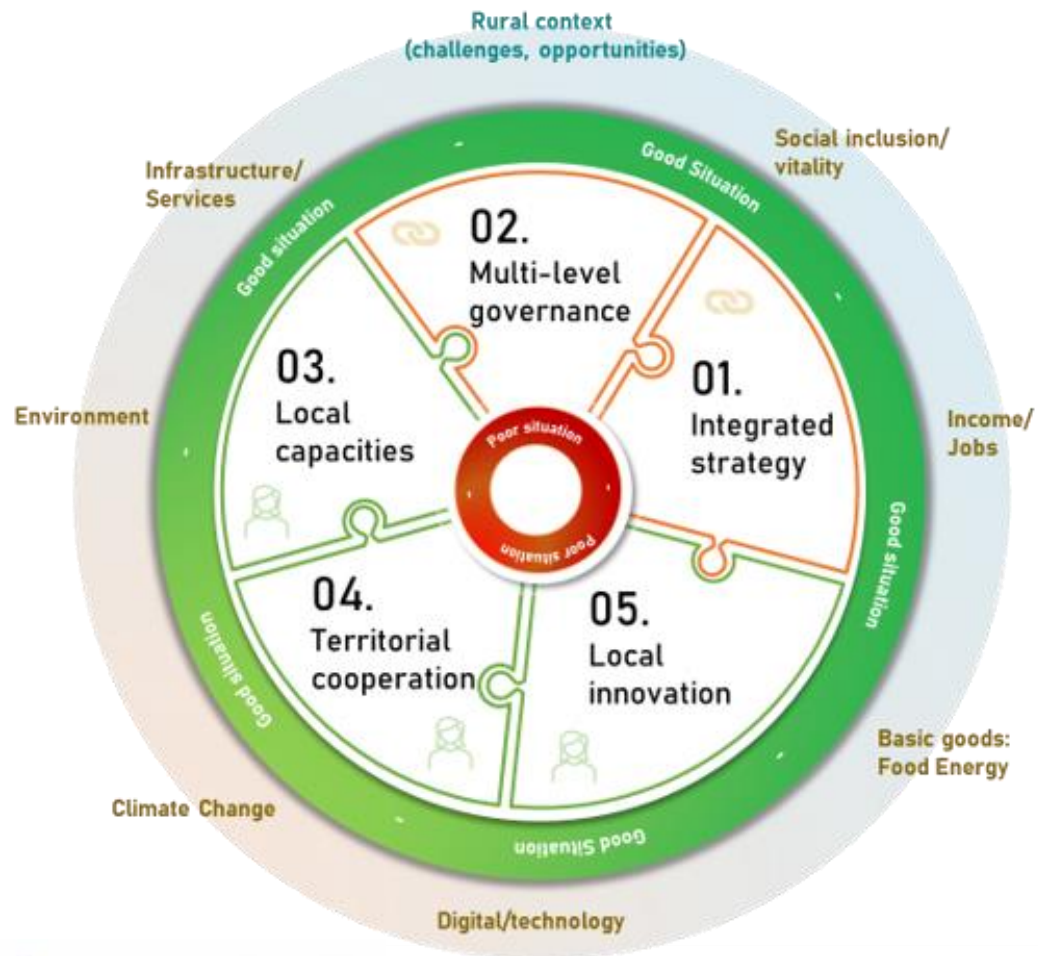 Rural context
(challenges, opportunities)
Social inclusion/
vitality
Infrastructure/
Services
Good Situation
Good situation
02.
Multi-level
governance
03.
Local
capacities
01.
Integrated
strategy
Environment
Income/
Jobs
Poor situation
Poor situation
Good situation
04.
Territorial
cooperation
05.
Local
innovation
Good situation
Basic goods:
Food Energy
Climate Change
Good Situation
Digital/technology